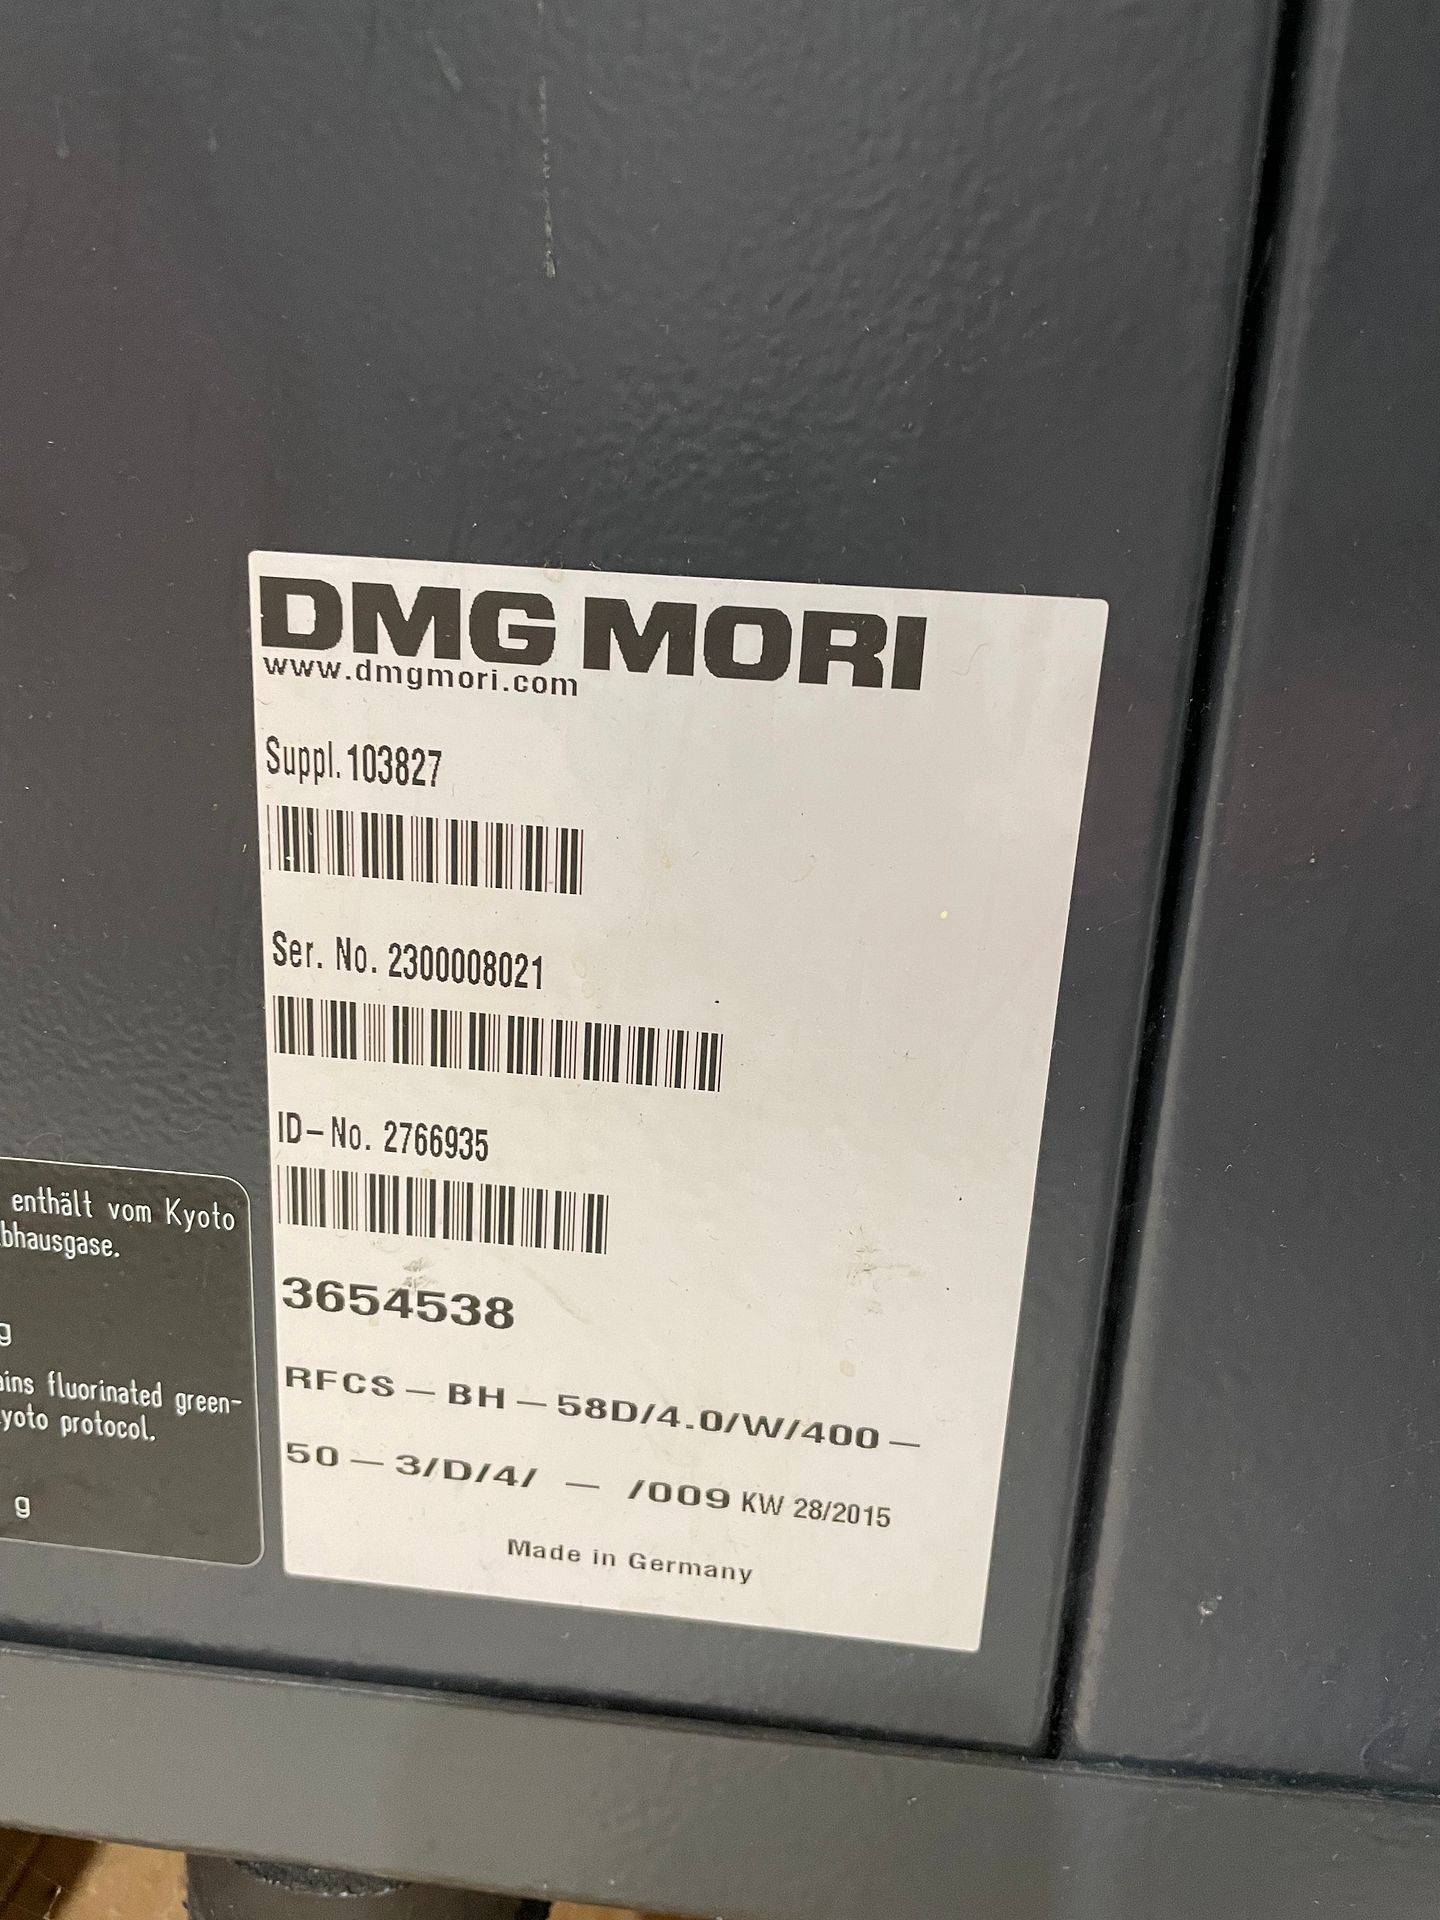 DMG MORI
www.dmgmori.com
Suppl. 103827
Ser. No. 2300008021
ID-No. 2766935
3654538
RFCS - BH - 58D/4.0/W/400 -
50 - 3/D/4/ - /009 KW 28/2015
Made in Germany
enthält vom Kyoto
bhausgase.
g
ains fluorinated green-
yoto protocol.
g